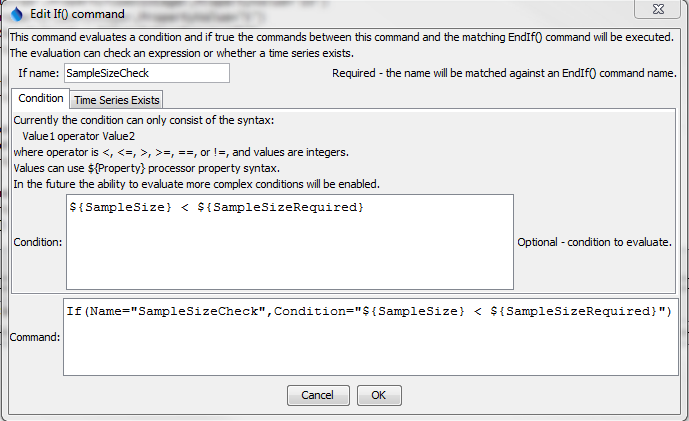 Edit If() command
This command evaluates a condition and if true the commands between this command and the matching EndIf() command will be executed.
The evaluation can check an expression or whether a time series exists.
If name: SampleSizeCheck Required - the name will be matched against an EndIf() command name.
Condition Time Series Exists
Currently the condition can only consist of the syntax:
Value1 operator Value2
where operator is <, <=, >, >=, ==, or !=, and values are integers.
Values can use ${Property} processor property syntax.
In the future the ability to evaluate more complex conditions will be enabled.
${SampleSize} < ${SampleSizeRequired}
Condition: Optional - condition to evaluate.
If(Name="SampleSizeCheck",Condition="${SampleSize} < ${SampleSizeRequired}")
Command:
Cancel OK